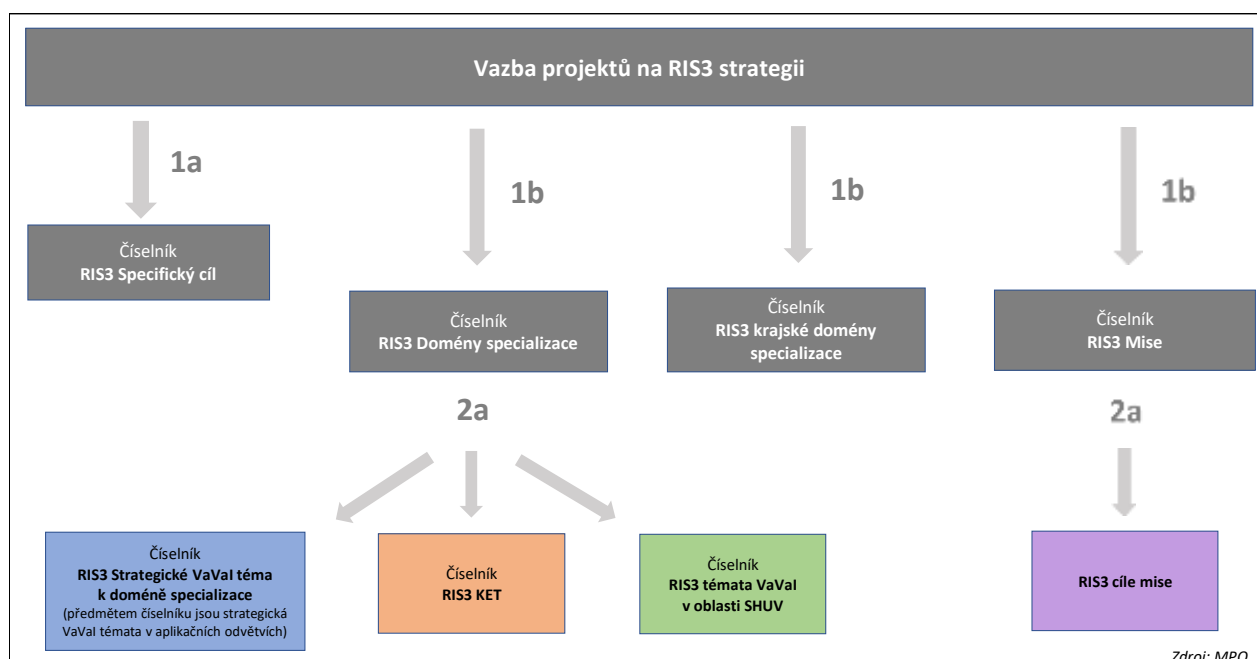 Vazba projektů na RIS3 strategii
1a
1b
1b
1b
Číselník
RIS3 Specifický cíl
Číselník
RIS3 Domény specializace
Číselník
RIS3 krajské domény
specializace
Číselník
RIS3 Mise
2a
2a
Číselník
RIS3 Strategické VaVaI téma
k doméně specializace
(předmětem číselníku jsou strategická
VaVaI témata v aplikačních odvětvích)
Číselník
RIS3 KET
Číselník
RIS3 témata VaVaI
v oblasti SHUV
RIS3 cíle mise
Zdroj: MPO